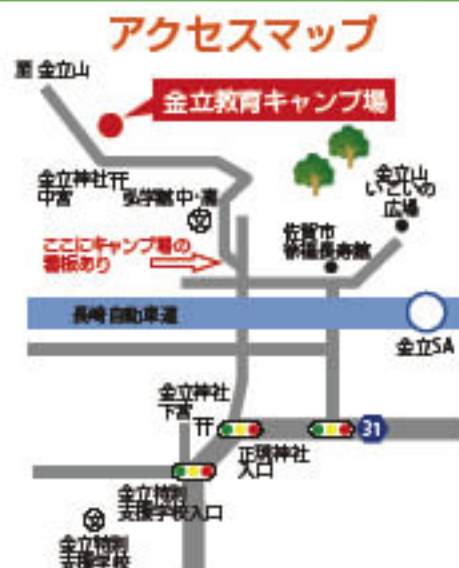 アクセスマップ
至 金立山
金立教育キャンプ場
金立神社
中宮
弘学館中・高
金立山
いこいの
広場
佐賀市
徐福長寿館
ここにキャンプ場の
看板あり
長崎自動車道
金立SA
金立神社
下宮
31
正現神社
入口
金立特別
支援学校入口
金立特別
支援学校